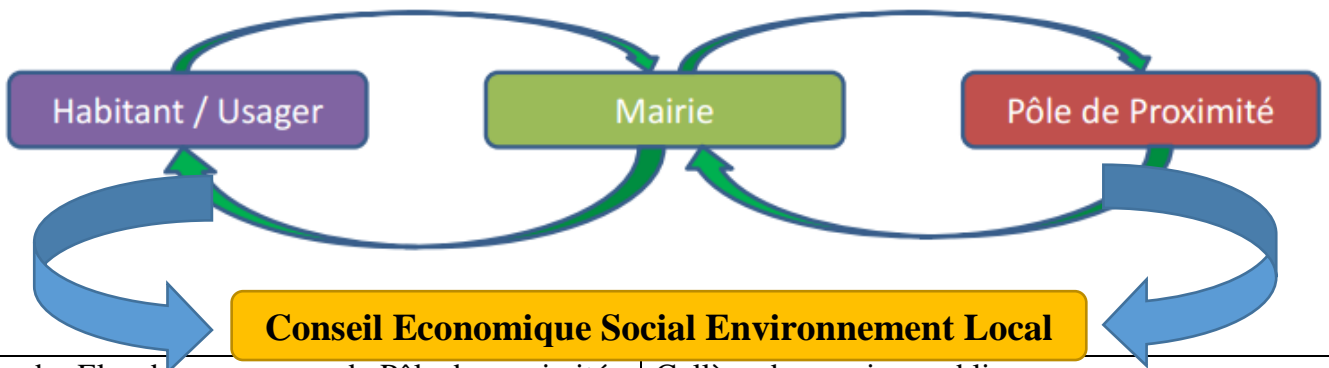 Habitant / Usager
Mairie
Pôle de Proximité
Conseil Economique Social Environnement Local